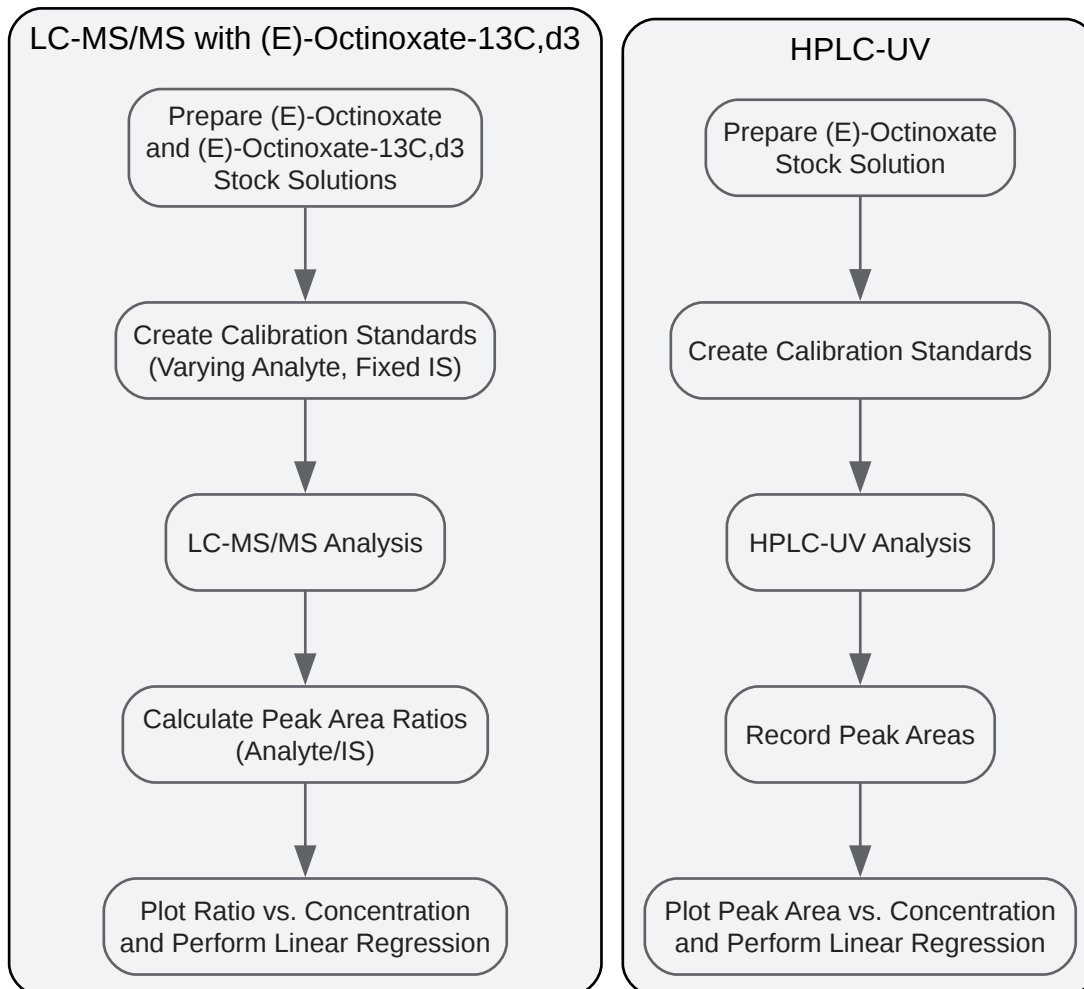 LC-MS/MS with (E)-Octinoxate-13C,d3
Prepare (E)-Octinoxate
and (E)-Octinoxate-13C,d3
Stock Solutions
Create Calibration Standards
(Varying Analyte, Fixed IS)
LC-MS/MS Analysis
Calculate Peak Area Ratios
(Analyte/IS)
Plot Ratio vs. Concentration
and Perform Linear Regression
HPLC-UV
Prepare (E)-Octinoxate
Stock Solution
Create Calibration Standards
HPLC-UV Analysis
Record Peak Areas
Plot Peak Area vs. Concentration
and Perform Linear Regression